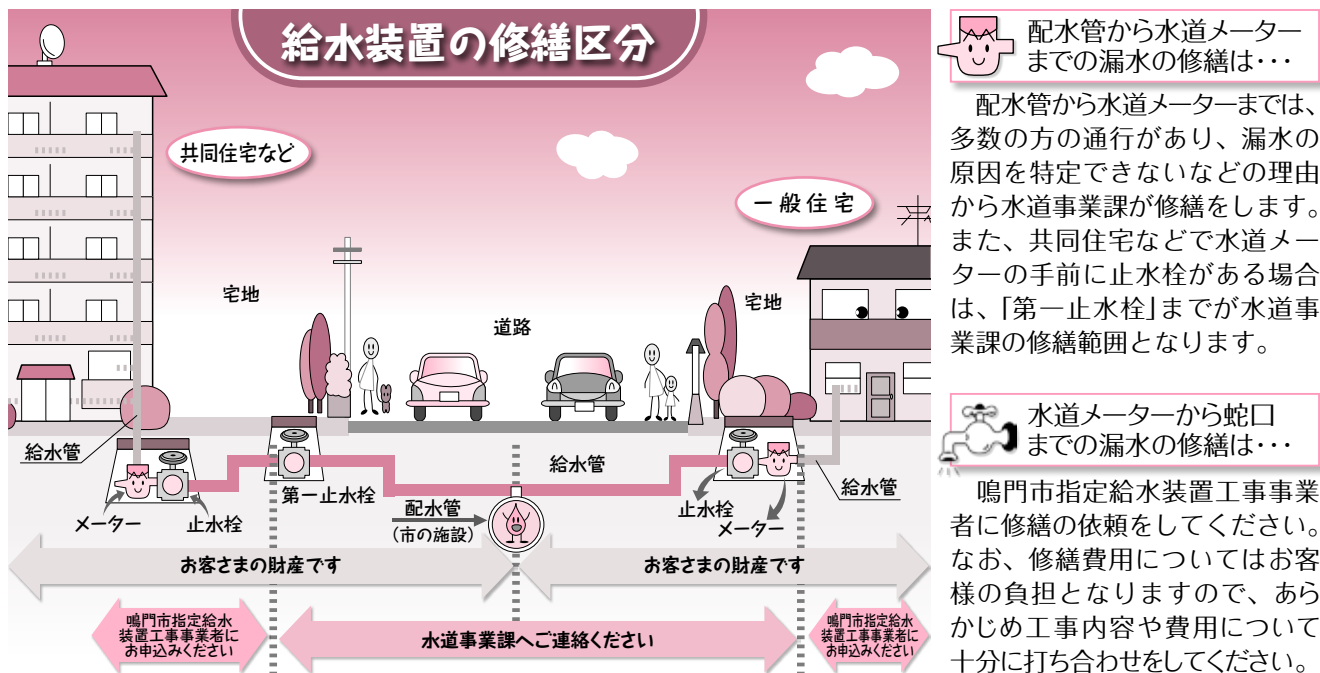 給水装置の修繕区分
共同住宅など
一般住宅
宅地
道路
宅地
給水管
第一止水栓
給水管
メーター
止水栓
配水管
(市の施設)
止水栓
メーター
給水管
お客さまの財産です
お客さまの財産です
鳴門市指定給水
装置工事事業者に
お申込みください
水道事業課へご連絡ください
鳴門市指定給水
装置工事事業者に
お申込みください
配水管から水道メーター
までの漏水の修繕は・・・
配水管から水道メーターまでは、
多数の方の通行があり、漏水の
原因を特定できないなどの理由
から水道事業課が修繕をします。
また、共同住宅などで水道メー
ターの手前に止水栓がある場合
は、「第一止水栓」までが水道事
業課の修繕範囲となります。
水道メーターから蛇口
までの漏水の修繕は・・・
鳴門市指定給水装置工事事業
者に修繕の依頼をしてください。
なお、修繕費用についてはお客
様の負担となりますので、あら
かじめ工事内容や費用について
十分に打ち合わせをしてください。